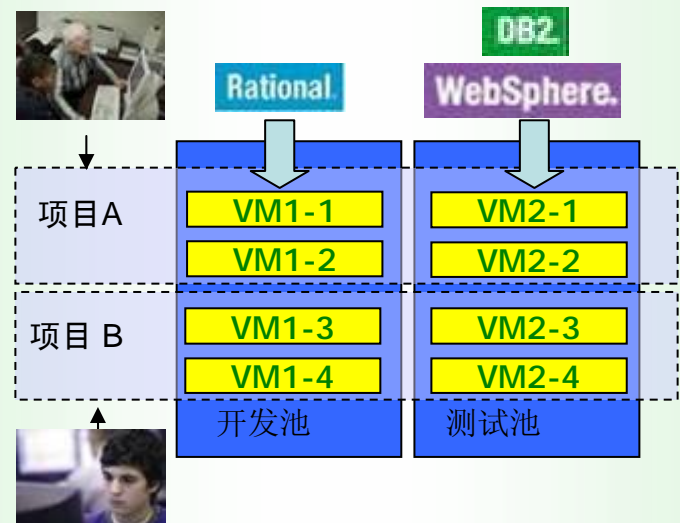 DB2.
Rational.
WebSphere.
项目A
VM1-1
VM2-1
VM1-2
VM2-2
项目 B
VM1-3
VM2-3
VM1-4
VM2-4
开发池
测试池